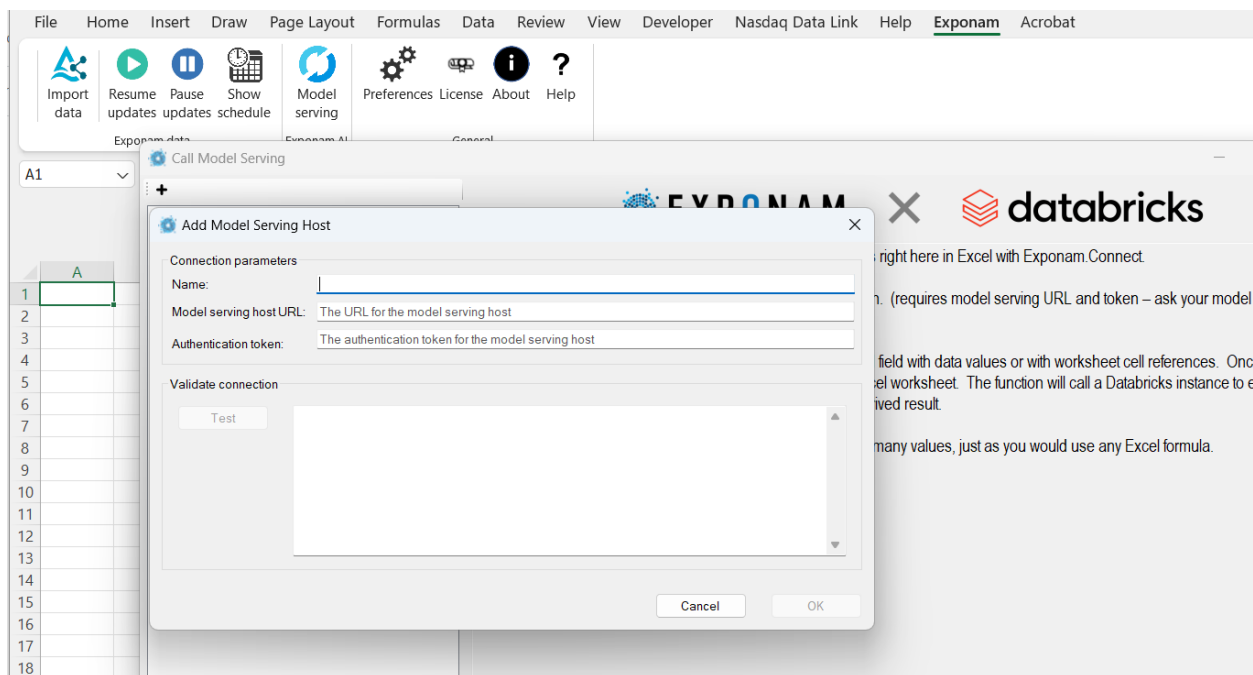 File Home Insert Draw Page Layout Formulas Data Review View Developer Nasdaq Data Link Help Exponam Acrobat
Import data
Resume updates
Pause updates
Show schedule
Model serving
Preferences
License
About
Help
Exponam data
Exponam AI
General
A1
Call Model Serving
EXPONAM
databricks
Add Model Serving Host
right here in Excel with Exponam.Connect.
Connection parameters
Name:
(requires model serving URL and token – ask your model
Model serving host URL: The URL for the model serving host
Authentication token: The authentication token for the model serving host
field with data values or with worksheet cell references. Onc
Validate connection
worksheet. The function will call a Databricks instance to e
Test
result.
many values, just as you would use any Excel formula.
Cancel
OK
A
1
2
3
4
5
6
7
8
9
10
11
12
13
14
15
16
17
18